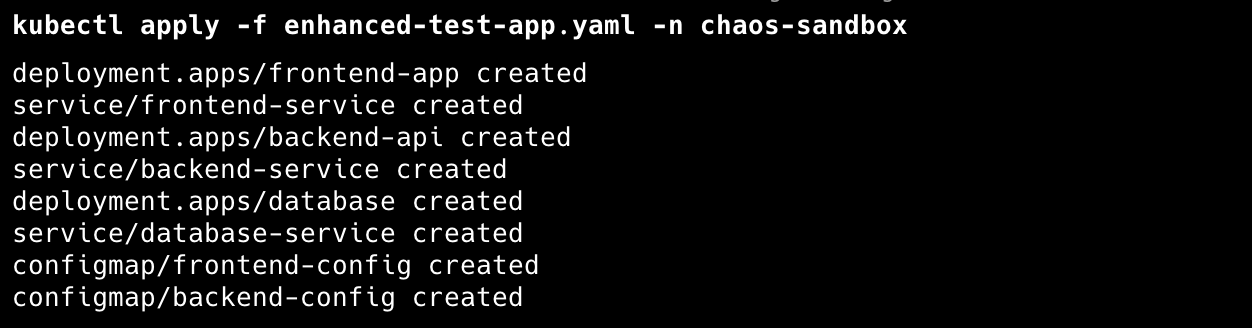 kubectl apply -f enhanced-test-app.yaml -n chaos-sandbox
deployment.apps/frontend-app created
service/frontend-service created
deployment.apps/backend-api created
service/backend-service created
deployment.apps/database created
service/database-service created
configmap/frontend-config created
configmap/backend-config created